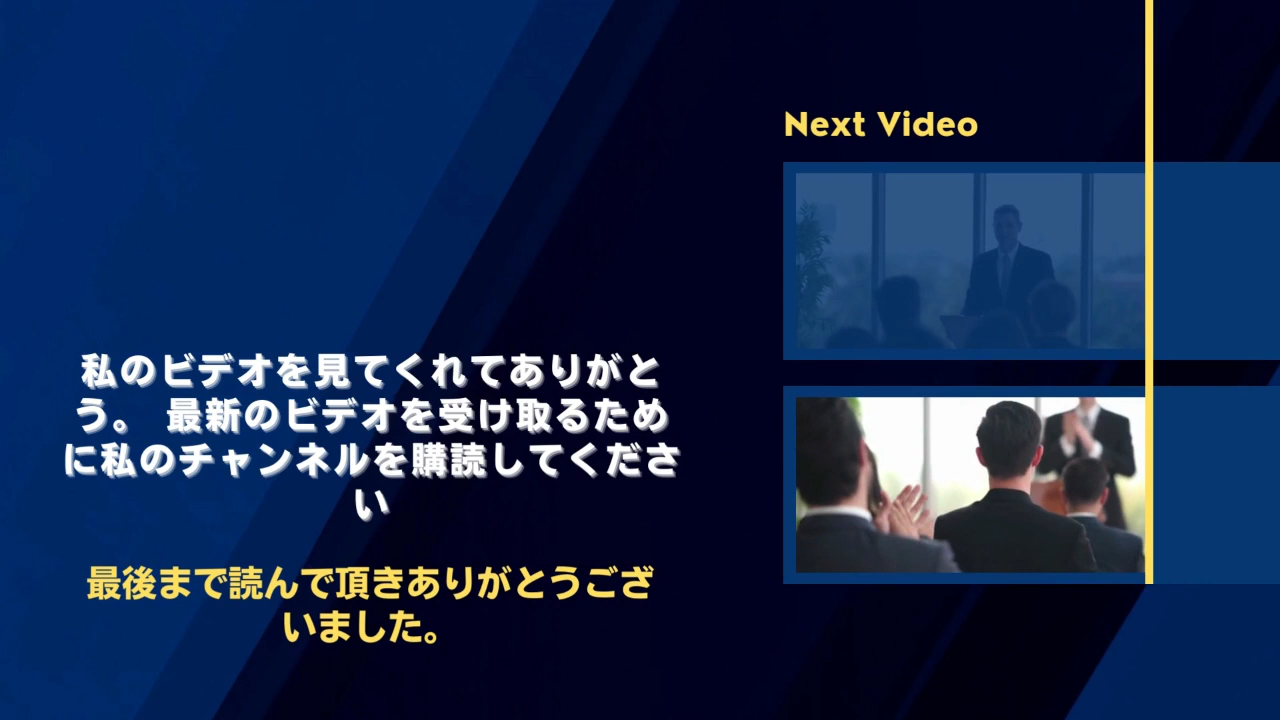 Next Video
私のビデオを見てくれてありがと
う。 最新のビデオを受け取るため
に私のチャンネルを購読してくださ
い
最後まで読んで頂きありがとうござ
いました。